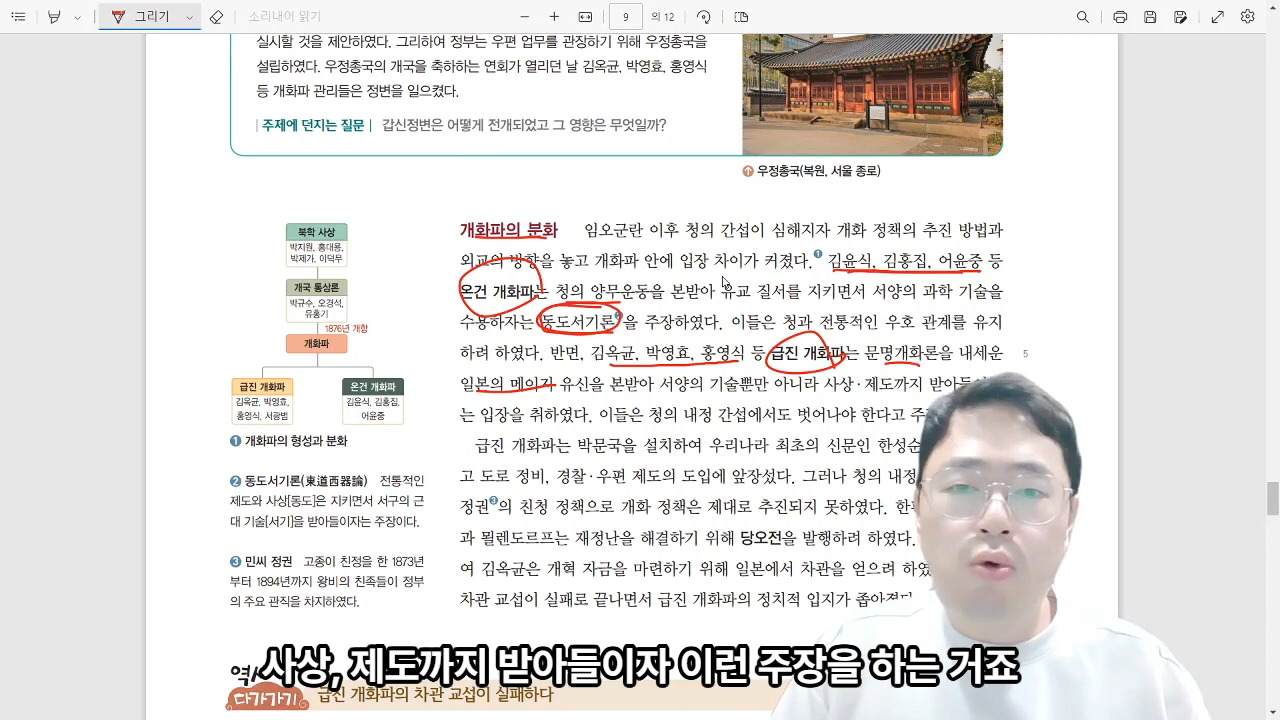 그리기
소리내어 읽기
9
의 12
실시할 것을 제안하였다. 그리하여 정부는 우편 업무를 관장하기 위해 우정총국을
설립하였다. 우정총국의 개국을 축하하는 연회가 열리던 날 김옥균, 박영효, 홍영식
등 개화파 관리들은 정변을 일으켰다.
| 주제에 던지는 질문 | 갑신정변은 어떻게 전개되었고 그 영향은 무엇일까?
우정총국(복원, 서울 종로)
북학 사상
박지원, 홍대용,
박제가, 이덕무
개국 통상론
박규수, 오경석,
유홍기
1876년 개항
개화파
급진 개화파
김옥균, 박영효,
홍영식, 서광범
온건 개화파
김윤식, 김홍집,
어윤중
1 개화파의 형성과 분화
2 동도서기론(東道西器論) 전통적인
제도와 사상[동도]은 지키면서 서구의 근
대 기술[서기]을 받아들이자는 주장이다.
3 민씨 정권 고종이 친정을 한 1873년
부터 1894년까지 왕비의 친족들이 정부
의 주요 관직을 차지하였다.
개화파의 분화 임오군란 이후 청의 간섭이 심해지자 개화 정책의 추진 방법과
외교의 방향을 놓고 개화파 안에 입장 차이가 커졌다.1 김윤식, 김홍집, 어윤중 등
온건 개화파는 청의 양무운동을 본받아 유교 질서를 지키면서 서양의 과학 기술을
수용하자는 동도서기론2을 주장하였다. 이들은 청과 전통적인 우호 관계를 유지
하려 하였다. 반면, 김옥균, 박영효, 홍영식 등 급진 개화파는 문명개화론을 내세운 5
일본의 메이지 유신을 본받아 서양의 기술뿐만 아니라 사상·제도까지
는 입장을 취하였다. 이들은 청의 내정 간섭에서도 벗어나야 한다고
급진 개화파는 박문국을 설치하여 우리나라 최초의 신문인
고 도로 정비, 경찰·우편 제도의 도입에 앞장섰다. 그러나 청의
정권3의 친청 정책으로 개화 정책은 제대로 추진되지 못하였다.
과 묄렌도르프는 재정난을 해결하기 위해 당오전을 발행하려 하였다.
여 김옥균은 개혁 자금을 마련하기 위해 일본에서 차관을 얻으려
차관 교섭이 실패로 끝나면서 급진 개화파의 정치적 입지가
다가가기
급진 개화파의 차관 교섭이 실패하다
사상, 제도까지 받아들이자 이런 주장을 하는 거죠